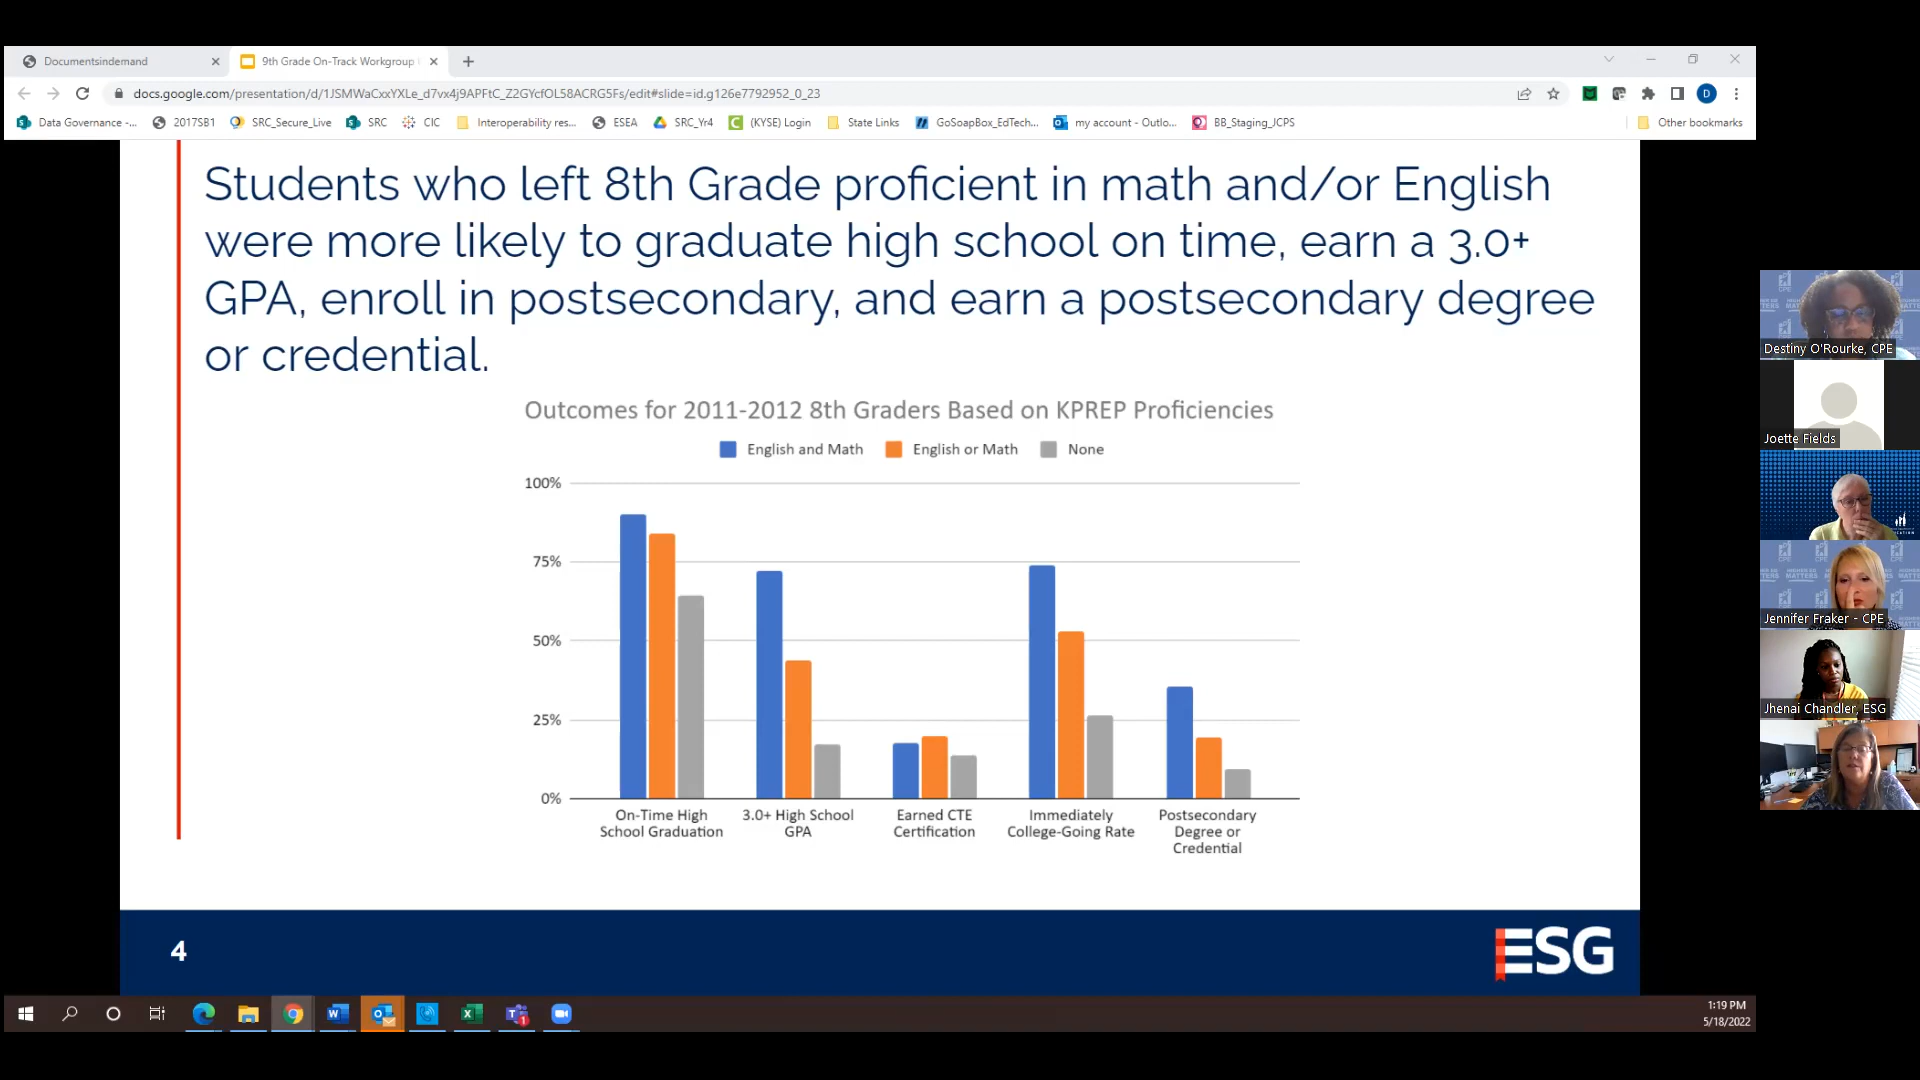 Documentsindemand
9th Grade On-Track Workgroup
docs.google.com/presentation/d/1JSMWaCxxYXLe_d7vx4j9APFtC_Z2GYcfOL58ACRG5Fs/edit#slide=id.g126e7792952_0_23
D
Data Governance -... 2017SB1 SRC_Secure_Live SRC CIC Interoperability res... ESEA SRC_Yr4 (KYSE) Login State Links GoSoapBox_EdTech... my account - Outlo... BB_Staging_JCPS Other bookmarks
Students who left 8th Grade proficient in math and/or English
were more likely to graduate high school on time, earn a 3.0+
GPA, enroll in postsecondary, and earn a postsecondary degree
or credential.
Outcomes for 2011-2012 8th Graders Based on KPREP Proficiencies
English and Math English or Math None
100%
75%
50%
25%
0%
On-Time High
School Graduation
3.0+ High School
GPA
Earned CTE
Certification
Immediately
College-Going Rate
Postsecondary
Degree or
Credential
4
ESG
1:19 PM
5/18/2022
Destiny O'Rourke, CPE
Joette Fields
Jennifer Fraker - CPE
Jhenai Chandler, ESG